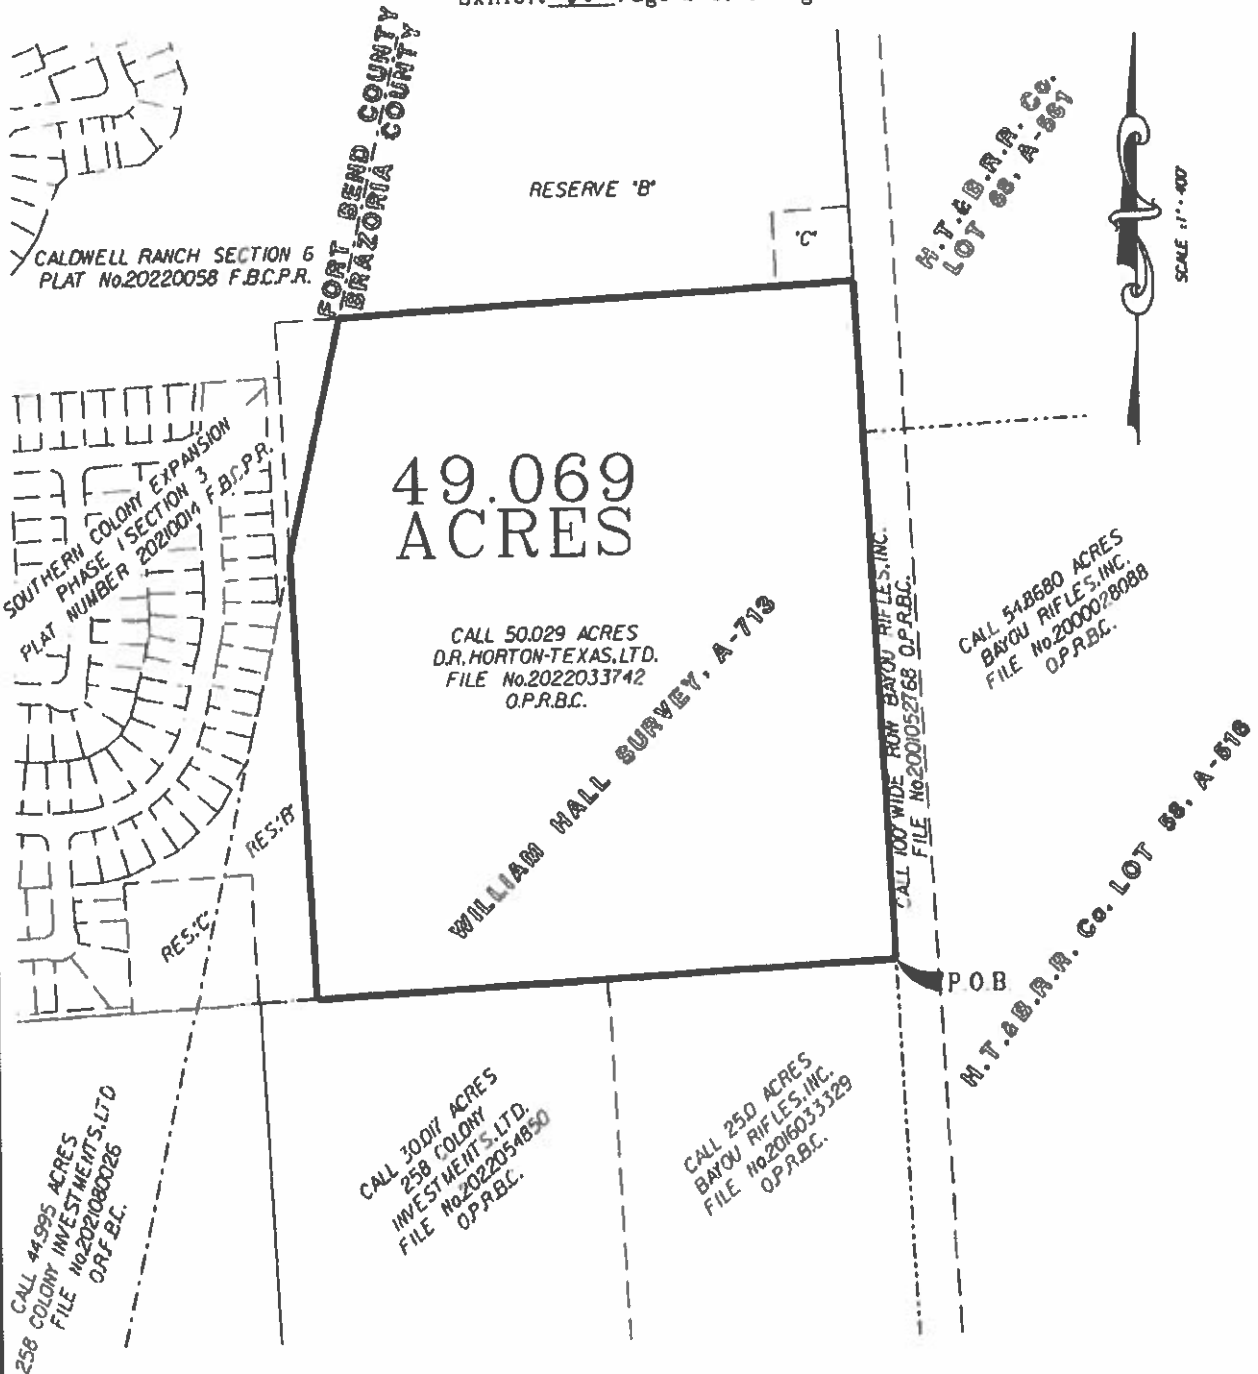 FORT BEND COUNTY
BRAZORIA COUNTY
RESERVE "B"
"C"
H.T.&B.R.R. Co.
LOT 68, A-561
SCALE : 1" = 400'
CALDWELL RANCH SECTION 6
PLAT No.20220058 F.B.C.P.R.
SOUTHERN COLONY EXPANSION
PHASE 1 SECTION 3
PLAT NUMBER 20210014 F.B.C.P.R.
49.069
ACRES
CALL 50.029 ACRES
D.R. HORTON-TEXAS, LTD.
FILE No.2022033742
O.P.R.B.C.
WILLIAM HALL SURVEY, A-713
CALL 100' WIDE ROW BAYOU RIFLES, INC.
FILE No.2001052768 O.P.R.B.C.
CALL 54.8680 ACRES
BAYOU RIFLES, INC.
FILE No.2000028088
O.P.R.B.C.
H.T.&B.R.R. Co. LOT 58, A-516
RES."B"
RES."C"
P.O.B
CALL 44.995 ACRES
258 COLONY INVESTMENTS, LTD
FILE No.2021080026
O.R.F.B.C.
CALL 30.017 ACRES
258 COLONY
INVESTMENTS, LTD.
FILE No.2022054850
O.P.R.B.C.
CALL 25.0 ACRES
BAYOU RIFLES, INC.
FILE No.2016033329
O.P.R.B.C.